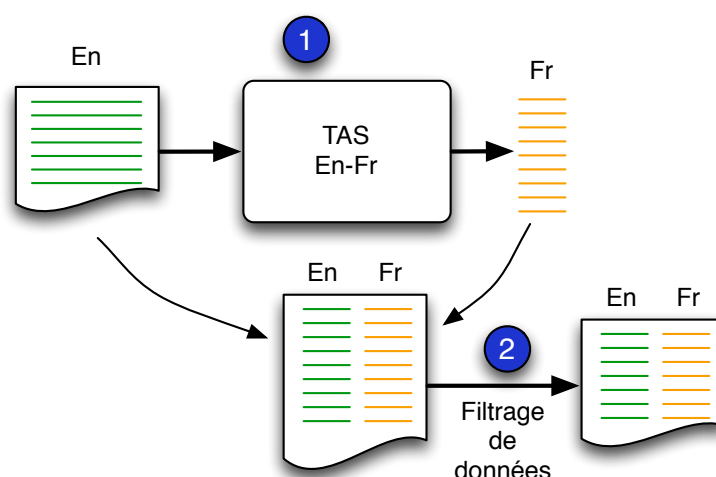 1
En
Fr
TAS
En-Fr
En Fr
En Fr
2
Filtrage
de
données